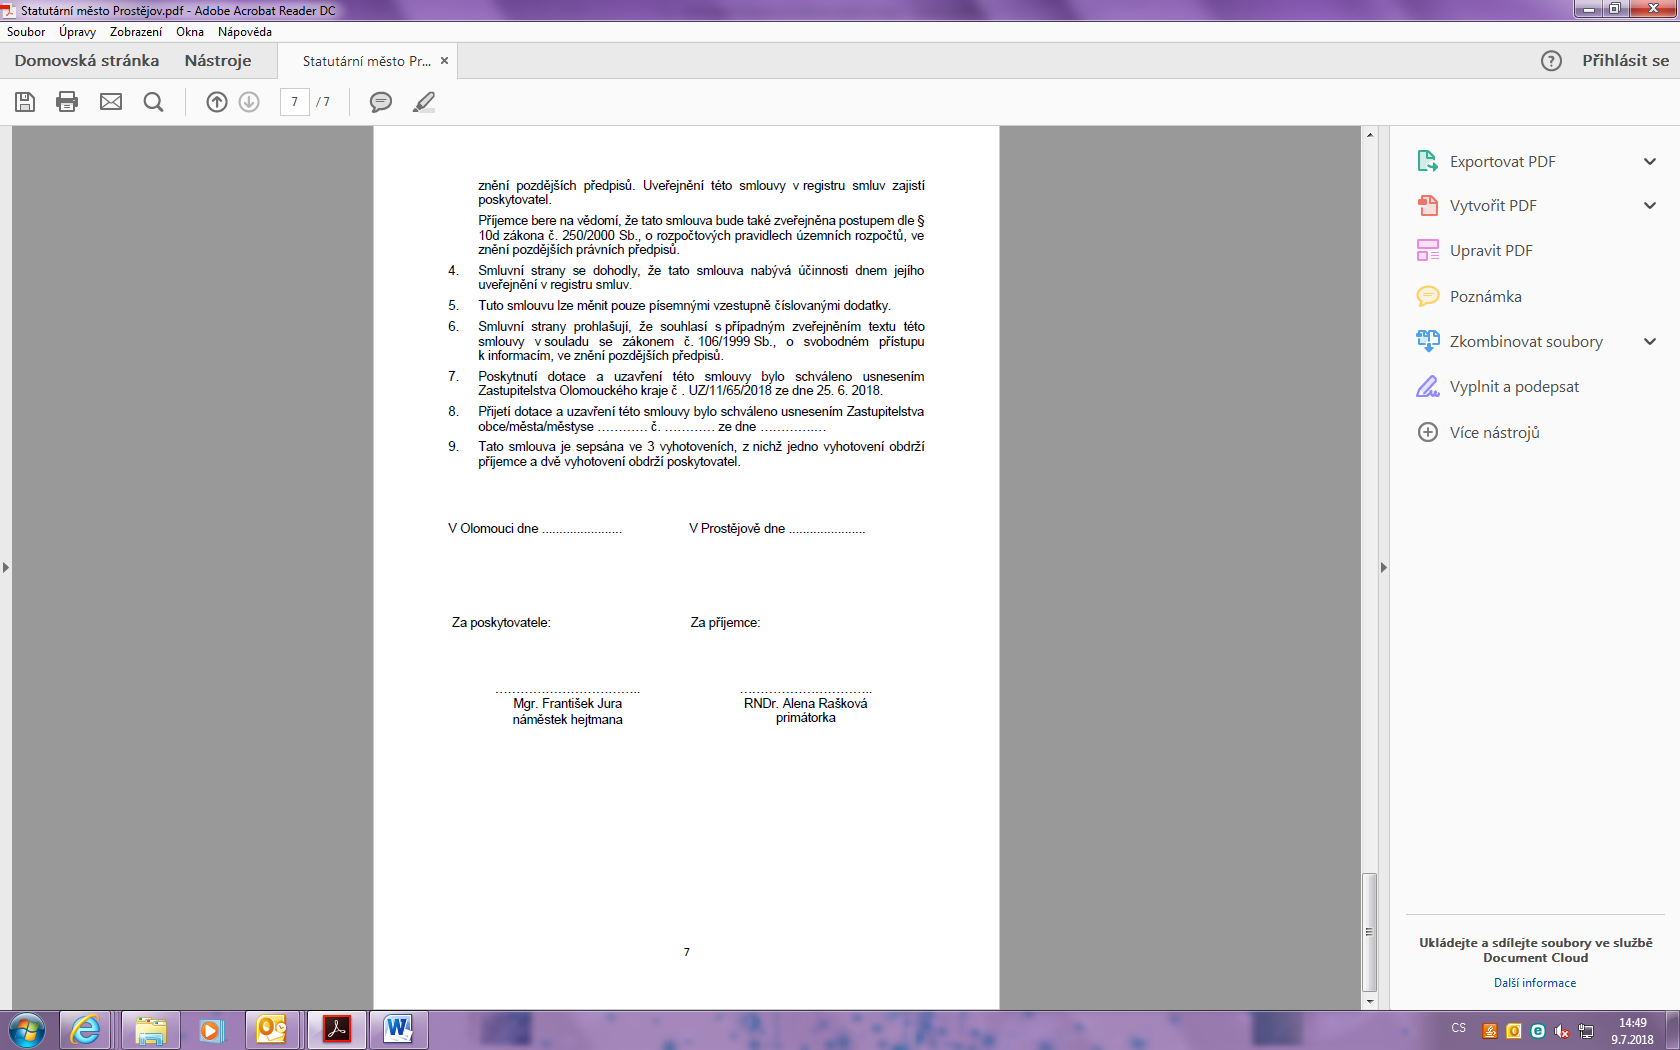 Statutární město Prostějov.pdf - Adobe Acrobat Reader DC
Soubor Úpravy Zobrazení Okna Nápověda
Domovská stránka Nástroje Statutární město Pr... × Přihlásit se
7 / 7
znění pozdějších předpisů. Uveřejnění této smlouvy v registru smluv zajistí
poskytovatel.
Příjemce bere na vědomí, že tato smlouva bude také zveřejněna postupem dle §
10d zákona č. 250/2000 Sb., o rozpočtových pravidlech územních rozpočtů, ve
znění pozdějších právních předpisů.
4. Smluvní strany se dohodly, že tato smlouva nabývá účinnosti dnem jejího
uveřejnění v registru smluv.
5. Tuto smlouvu lze měnit pouze písemnými vzestupně číslovanými dodatky.
6. Smluvní strany prohlašují, že souhlasí s případným zveřejněním textu této
smlouvy v souladu se zákonem č. 106/1999 Sb., o svobodném přístupu
k informacím, ve znění pozdějších předpisů.
7. Poskytnutí dotace a uzavření této smlouvy bylo schváleno usnesením
Zastupitelstva Olomouckého kraje č . UZ/11/65/2018 ze dne 25. 6. 2018.
8. Přijetí dotace a uzavření této smlouvy bylo schváleno usnesením Zastupitelstva
obce/města/městyse ………… č. ………… ze dne ……………
9. Tato smlouva je sepsána ve 3 vyhotoveních, z nichž jedno vyhotovení obdrží
příjemce a dvě vyhotovení obdrží poskytovatel.
V Olomouci dne ....................... V Prostějově dne ......................
Za poskytovatele: Za příjemce:
…………………………….. …………………………..
Mgr. František Jura RNDr. Alena Rašková
náměstek hejtmana primátorka
7
Exportovat PDF
Vytvořit PDF
Upravit PDF
Poznámka
Zkombinovat soubory
Vyplnit a podepsat
Více nástrojů
Ukládejte a sdílejte soubory ve službě
Document Cloud
Další informace
CS 14:49
9.7.2018